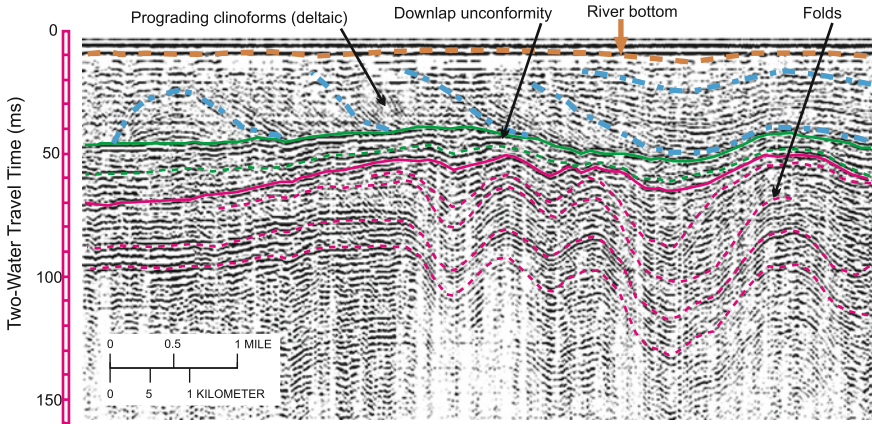 Prograding clinoforms (deltaic)
Downlap unconformity
River bottom
Folds
Two-Water Travel Time (ms)
0
50
100
150
0 0.5 1 MILE
0 5 1 KILOMETER